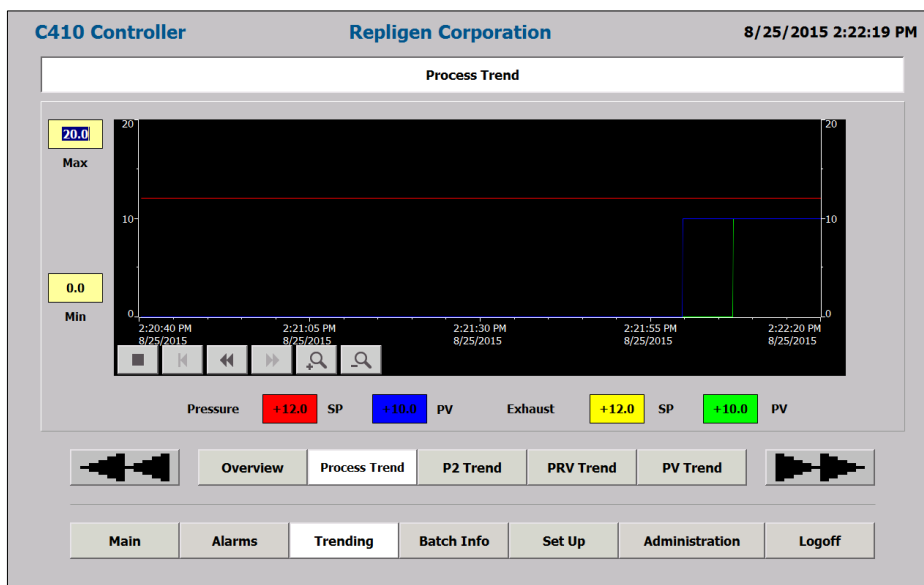 C410 Controller Repligen Corporation 8/25/2015 2:22:19 PM
Process Trend
20.0
Max
0.0
Min
20 20
10 10
0 0
2:20:40 PM 2:21:05 PM 2:21:30 PM 2:21:55 PM 2:22:20 PM
8/25/2015 8/25/2015 8/25/2015 8/25/2015 8/25/2015
Pressure +12.0 SP +10.0 PV Exhaust +12.0 SP +10.0 PV
Overview Process Trend P2 Trend PRV Trend PV Trend
Main Alarms Trending Batch Info Set Up Administration Logoff